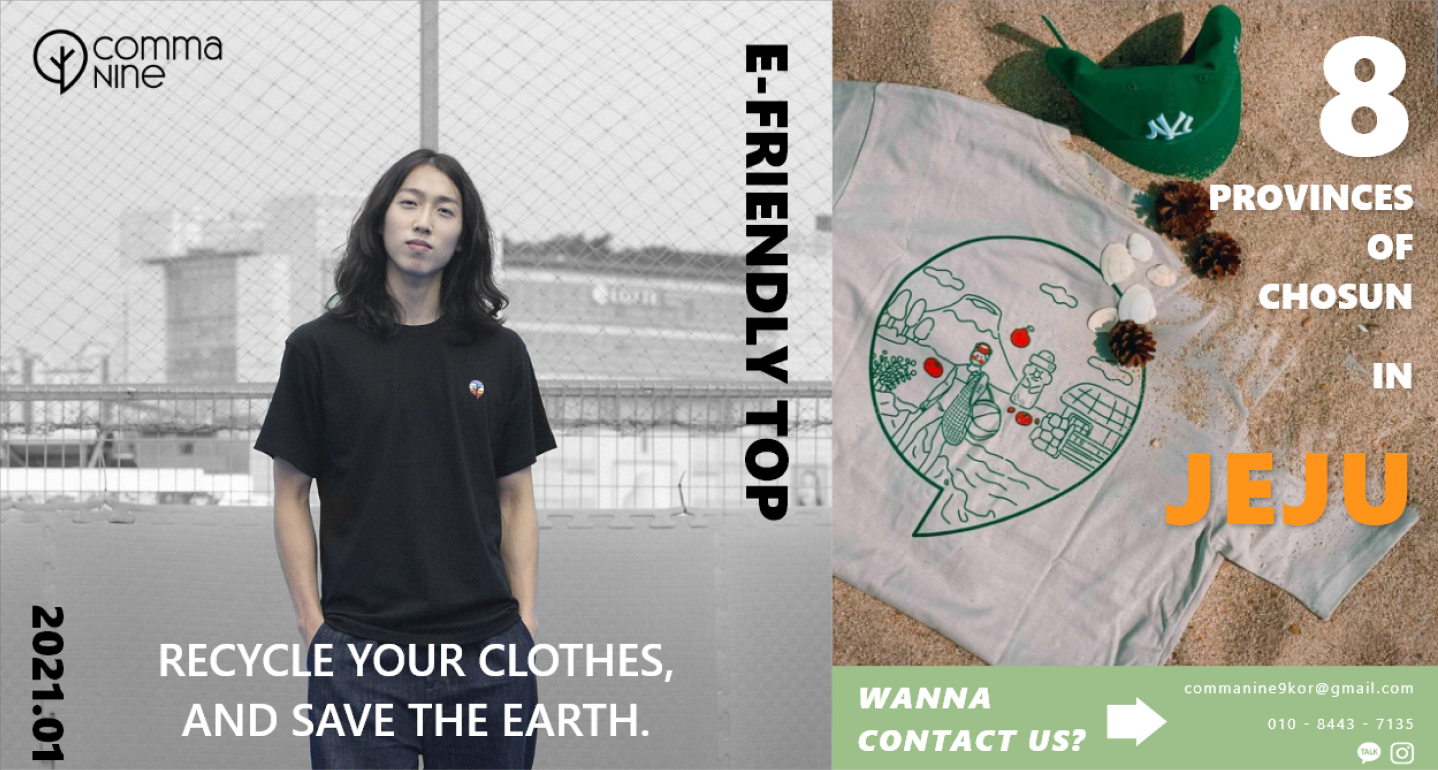 comma
NINE
E-FRIENDLY TOP
2021.01
RECYCLE YOUR CLOTHES,
AND SAVE THE EARTH.
NY
8
PROVINCES
OF
CHOSUN
IN
JEJU
WANNA
CONTACT US?
commanine9kor@gmail.com
010 - 8443 - 7135
TALK